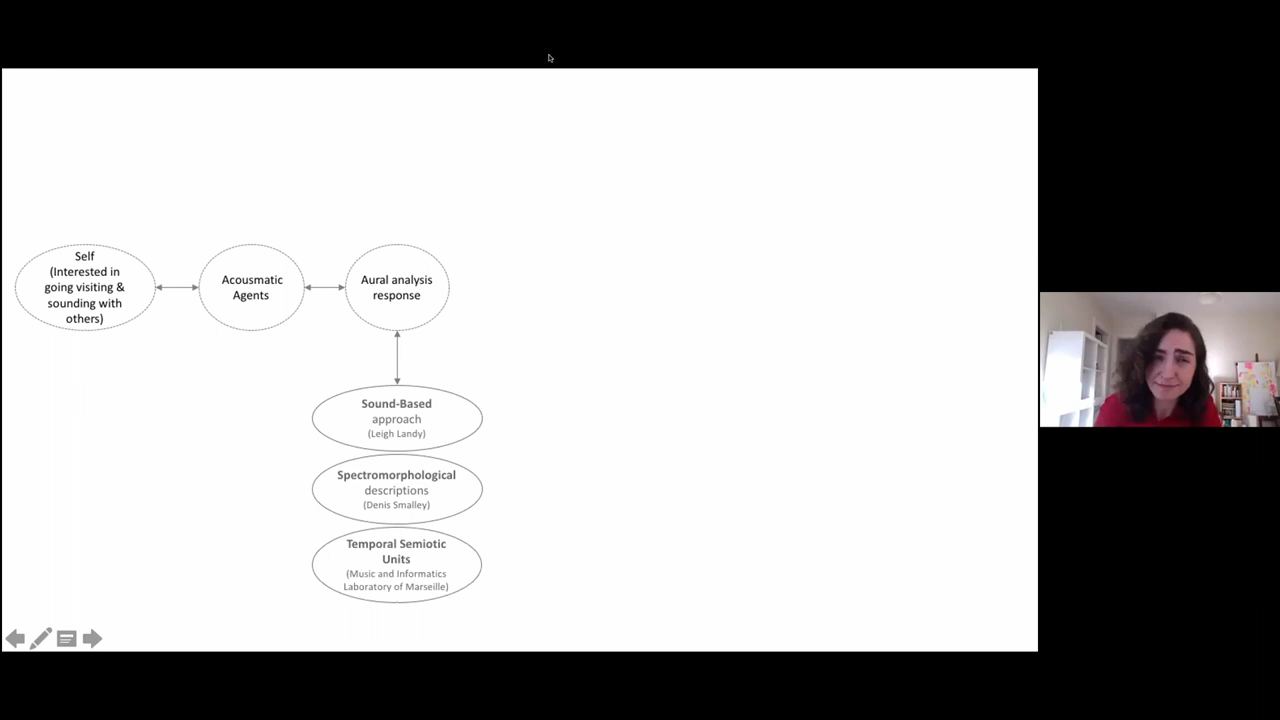 Self
(Interested in
going visiting &
sounding with
others)
Acousmatic
Agents
Aural analysis
response
Sound-Based
approach
(Leigh Landy)
Spectromorphological
descriptions
(Denis Smalley)
Temporal Semiotic
Units
(Music and Informatics
Laboratory of Marseille)